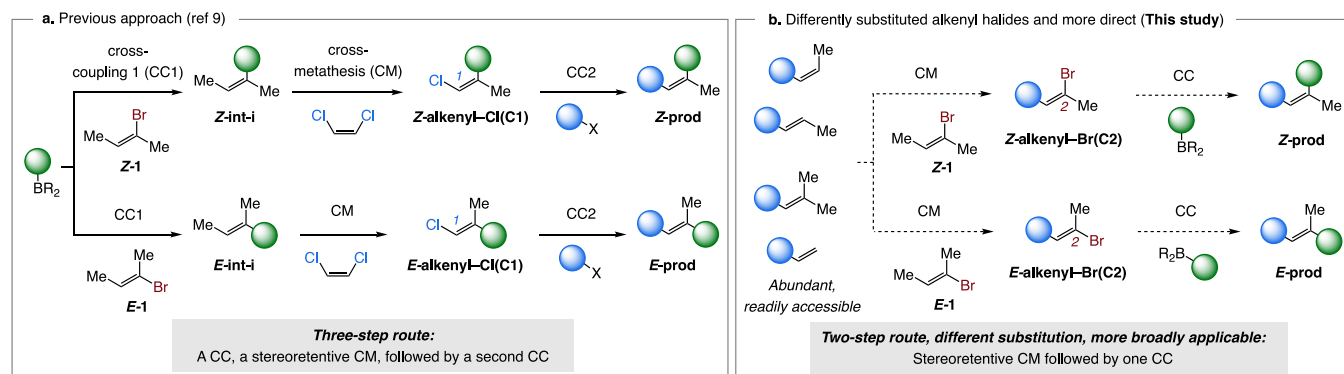 a. Previous approach (ref 9)
cross-
coupling 1 (CC1)
Me
Br
Me
Me
Z-1
BR2
Me
Me
Z-int-i
cross-
metathesis (CM)
Cl
Cl
Cl
1
Me
Z-alkenyl–Cl(C1)
CC2
X
Me
Z-prod
CC1
Me
Me
Br
E-1
Me
Me
E-int-i
CM
Cl
Cl
Me
Cl
1
E-alkenyl–Cl(C1)
CC2
X
Me
E-prod
Three-step route:
A CC, a stereoretentive CM, followed by a second CC
b. Differently substituted alkenyl halides and more direct (This study)
Me
Me
Me
Me
Abundant,
readily accessible
CM
Br
Me
Me
Z-1
Br
2
Me
Z-alkenyl–Br(C2)
CC
BR2
Me
Z-prod
CM
Me
Me
Br
E-1
Me
2
Br
E-alkenyl–Br(C2)
CC
R2B
Me
E-prod
Two-step route, different substitution, more broadly applicable:
Stereoretentive CM followed by one CC